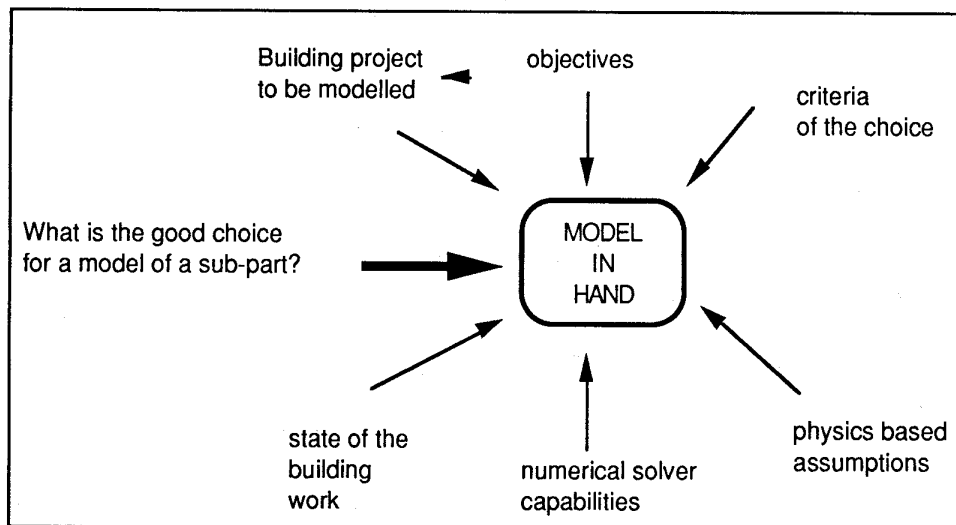 Building project
to be modelled
objectives
criteria
of the choice
What is the good choice
for a model of a sub-part?
MODEL
IN
HAND
state of the
building
work
numerical solver
capabilities
physics based
assumptions